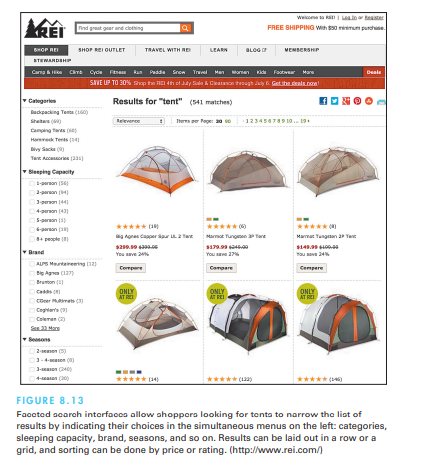 Welcome to REI | Log In or Register
REI
Find great gear and clothing
FREE SHIPPING With $50 minimum purchase.
SHOP REI SHOP REI OUTLET TRAVEL WITH REI LEARN BLOG MEMBERSHIP
STEWARDSHIP
Camp & Hike Climb Cycle Fitness Run Paddle Snow Travel Men Women Kids Footwear More Deals
SAVE UP TO 30% Shop the REI 4th of July Sale & Clearance through July 6. Get the deals now!
Categories
Backpacking Tents (160)
Shelters (69)
Camping Tents (80)
Hammock Tents (14)
Bivy Sacks (9)
Tent Accessories (231)
Sleeping Capacity
1-person (58)
2-person (94)
3-person (44)
4-person (43)
5-person (1)
6-person (19)
8+ people (8)
Brand
ALPS Mountaineering (12)
Big Agnes (127)
Brunton (1)
Caddis (8)
CGear Multimats (3)
Coghlan's (9)
Coleman (2)
See 33 More
Seasons
2-season (5)
3 - 4-season (8)
3-season (240)
4-season (30)
Results for "tent" (541 matches)
Relevance Items Per Page: 30 90 1 2 3 4 5 6 7 8 9 10 ... 19
(19)
Big Agnes Copper Spur UL 2 Tent
$299.99 $399.95
You save 24%
Compare
(6)
Marmot Tungsten 3P Tent
$179.99 $249.00
You save 27%
Compare
(8)
Marmot Tungsten 2P Tent
$149.99 $199.00
You save 24%
Compare
ONLY AT REI
(14)
ONLY AT REI
(122)
ONLY AT REI
(146)
FIGURE 8.13
Faceted search interfaces allow shoppers looking for tents to narrow the list of
results by indicating their choices in the simultaneous menus on the left: categories,
sleeping capacity, brand, seasons, and so on. Results can be laid out in a row or a
grid, and sorting can be done by price or rating. (http://www.rei.com/)